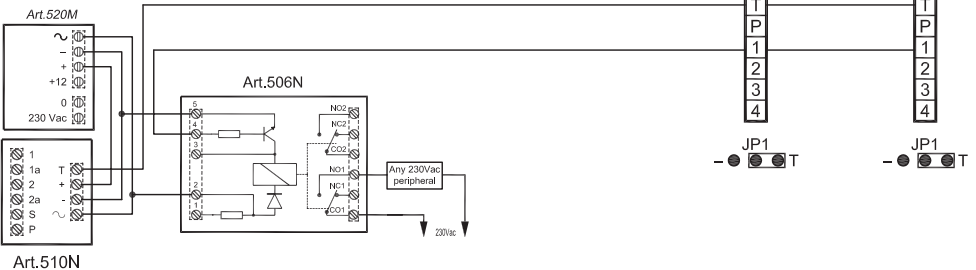 Art.520M
∼
–
+
+12
0
230 Vac
1
1a
2
2a
S
P
T
+
-
∼
Art.510N
Art.506N
5
4
3
2
1
NO2
NC2
CO2
NO1
NC1
CO1
Any 230Vac
peripheral
230Vac
T
P
1
2
3
4
JP1
– T
T
P
1
2
3
4
JP1
– T